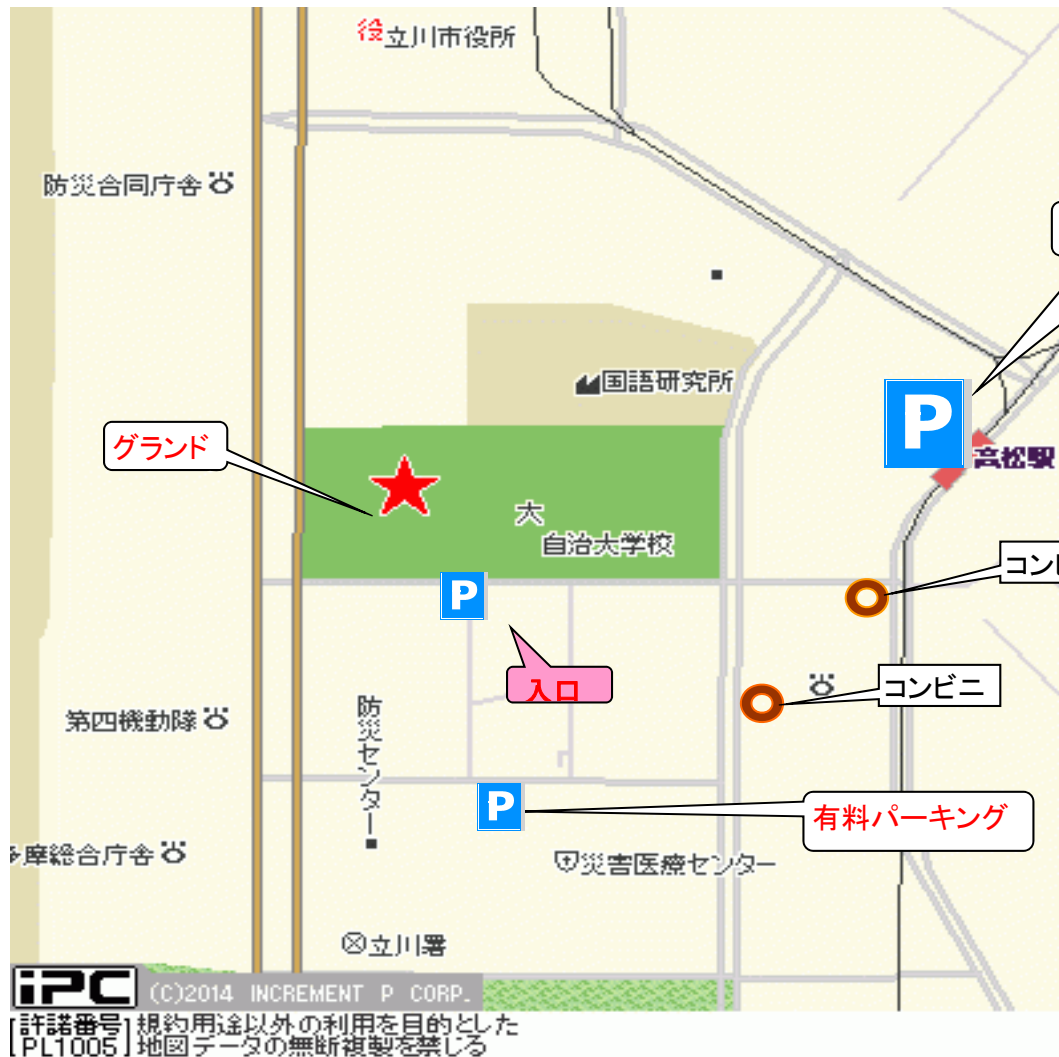 役立川市役所
防災合同庁舎
国語研究所
グランド
P
高松駅
大
自治大学校
コンビ
P
入口
コンビニ
第四機動隊
防災センター
P
有料パーキング
摩総合庁舎
災害医療センター
立川署
iPC (C)2014 INCREMENT P CORP.
[許諾番号] 規約用途以外の利用を目的とした
[PL1005] 地図データの無断複製を禁じる